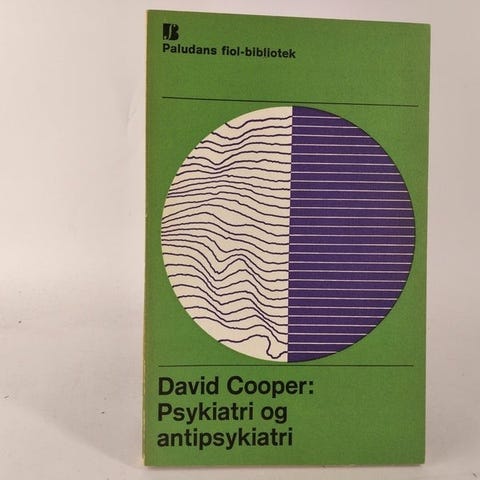 Paludans fiol-bibliotek
David Cooper:
Psykiatri og
antipsykiatri